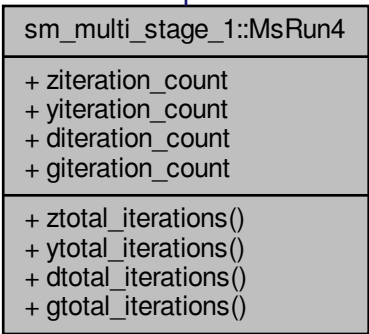 sm_multi_stage_1::MsRun4
+ ziteration_count
+ yiteration_count
+ diteration_count
+ giteration_count
+ ztotal_iterations()
+ ytotal_iterations()
+ dtotal_iterations()
+ gtotal_iterations()